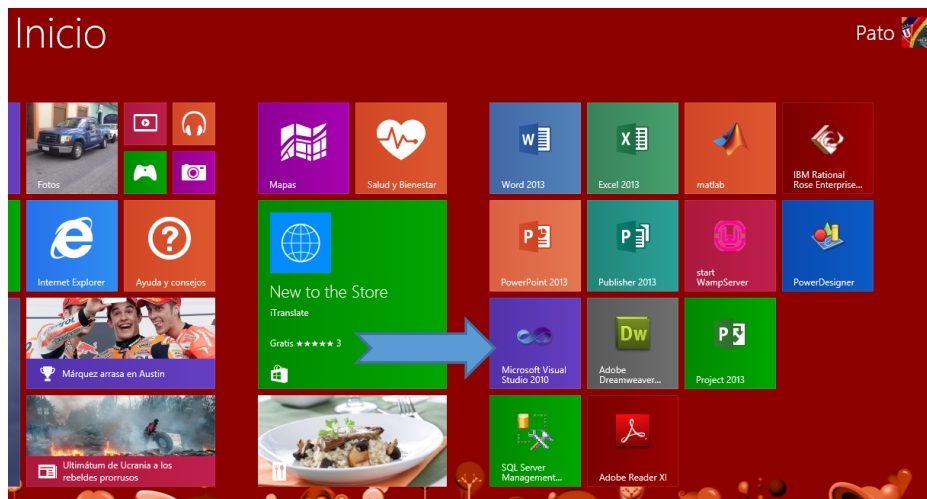 Inicio
Pato
Fotos
Mapas
Salud y Bienestar
Word 2013
Excel 2013
matlab
IBM Rational
Rose Enterprise...
Internet Explorer
Ayuda y consejos
New to the Store
iTranslate
Gratis ★★★★★ 3
PowerPoint 2013
Publisher 2013
start
WampServer
PowerDesigner
Márquez arrasa en Austin
Microsoft Visual
Studio 2010
Dw
Adobe
Dreamweaver...
Project 2013
Ultimátum de Ucrania a los
rebeldes prorrusos
SQL Server
Management...
Adobe Reader XI